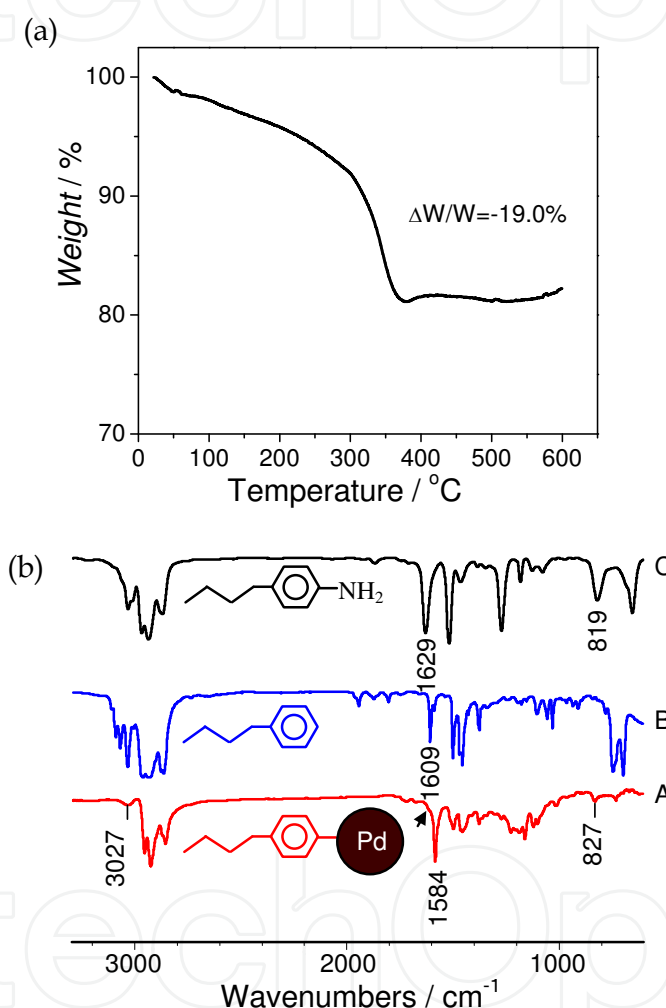 (a)
100
90
80
70
Weight / %
ΔW/W=-19.0%
0 100 200 300 400 500 600
Temperature / °C
(b)
C
NH₂
1629
819
B
1609
A
3027
Pd
1584
827
3000 2000 1000
Wavenumbers / cm⁻¹